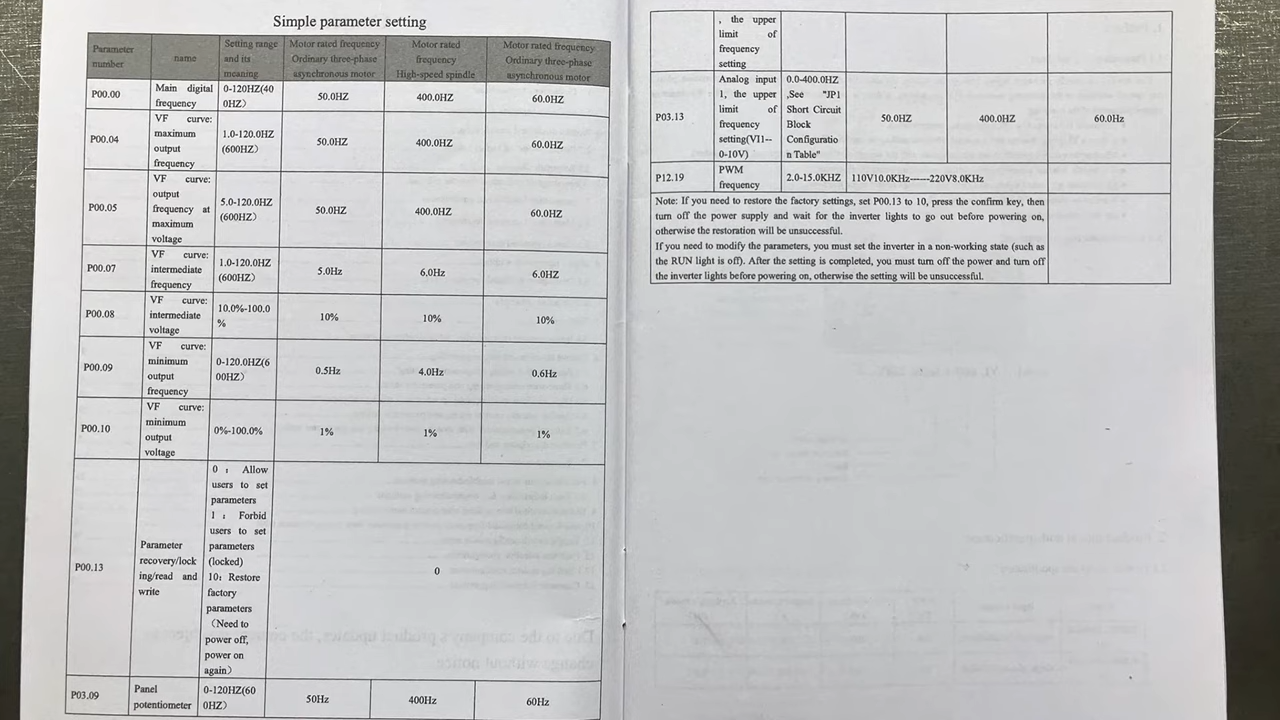 Simple parameter setting
Parameter number | name | Setting range and its meaning | Motor rated frequency Ordinary three-phase asynchronous motor | Motor rated frequency High-speed spindle | Motor rated frequency Ordinary three-phase asynchronous motor
P00.00 | Main digital frequency | 0-120HZ(400HZ) | 50.0HZ | 400.0HZ | 60.0HZ
P00.04 | VF curve: maximum output frequency | 1.0-120.0HZ (600HZ) | 50.0HZ | 400.0HZ | 60.0HZ
P00.05 | VF curve: output frequency at maximum voltage | 5.0-120.0HZ (600HZ) | 50.0HZ | 400.0HZ | 60.0HZ
P00.07 | VF curve: intermediate frequency | 1.0-120.0HZ (600HZ) | 5.0Hz | 6.0Hz | 6.0HZ
P00.08 | VF curve: intermediate voltage | 10.0%-100.0% | 10% | 10% | 10%
P00.09 | VF curve: minimum output frequency | 0-120.0HZ(600HZ) | 0.5Hz | 4.0Hz | 0.6Hz
P00.10 | VF curve: minimum output voltage | 0%-100.0% | 1% | 1% | 1%
P00.13 | Parameter recovery/locking/read and write | 0：Allow users to set parameters 1：Forbid users to set parameters (locked) 10：Restore factory parameters （Need to power off, power on again） | 0
P03.09 | Panel potentiometer | 0-120HZ(600HZ) | 50Hz | 400Hz | 60Hz
, the upper limit of frequency setting
P03.13 | Analog input 1, the upper limit of frequency setting(VI1--0-10V) | 0.0-400.0HZ ,See "JP1 Short Circuit Block Configuration Table" | 50.0HZ | 400.0HZ | 60.0Hz
P12.19 | PWM frequency | 2.0-15.0KHZ | 110V10.0KHz------220V8.0KHz
Note: If you need to restore the factory settings, set P00.13 to 10, press the confirm key, then
turn off the power supply and wait for the inverter lights to go out before powering on,
otherwise the restoration will be unsuccessful.
If you need to modify the parameters, you must set the inverter in a non-working state (such as
the RUN light is off). After the setting is completed, you must turn off the power and turn off
the inverter lights before powering on, otherwise the setting will be unsuccessful.